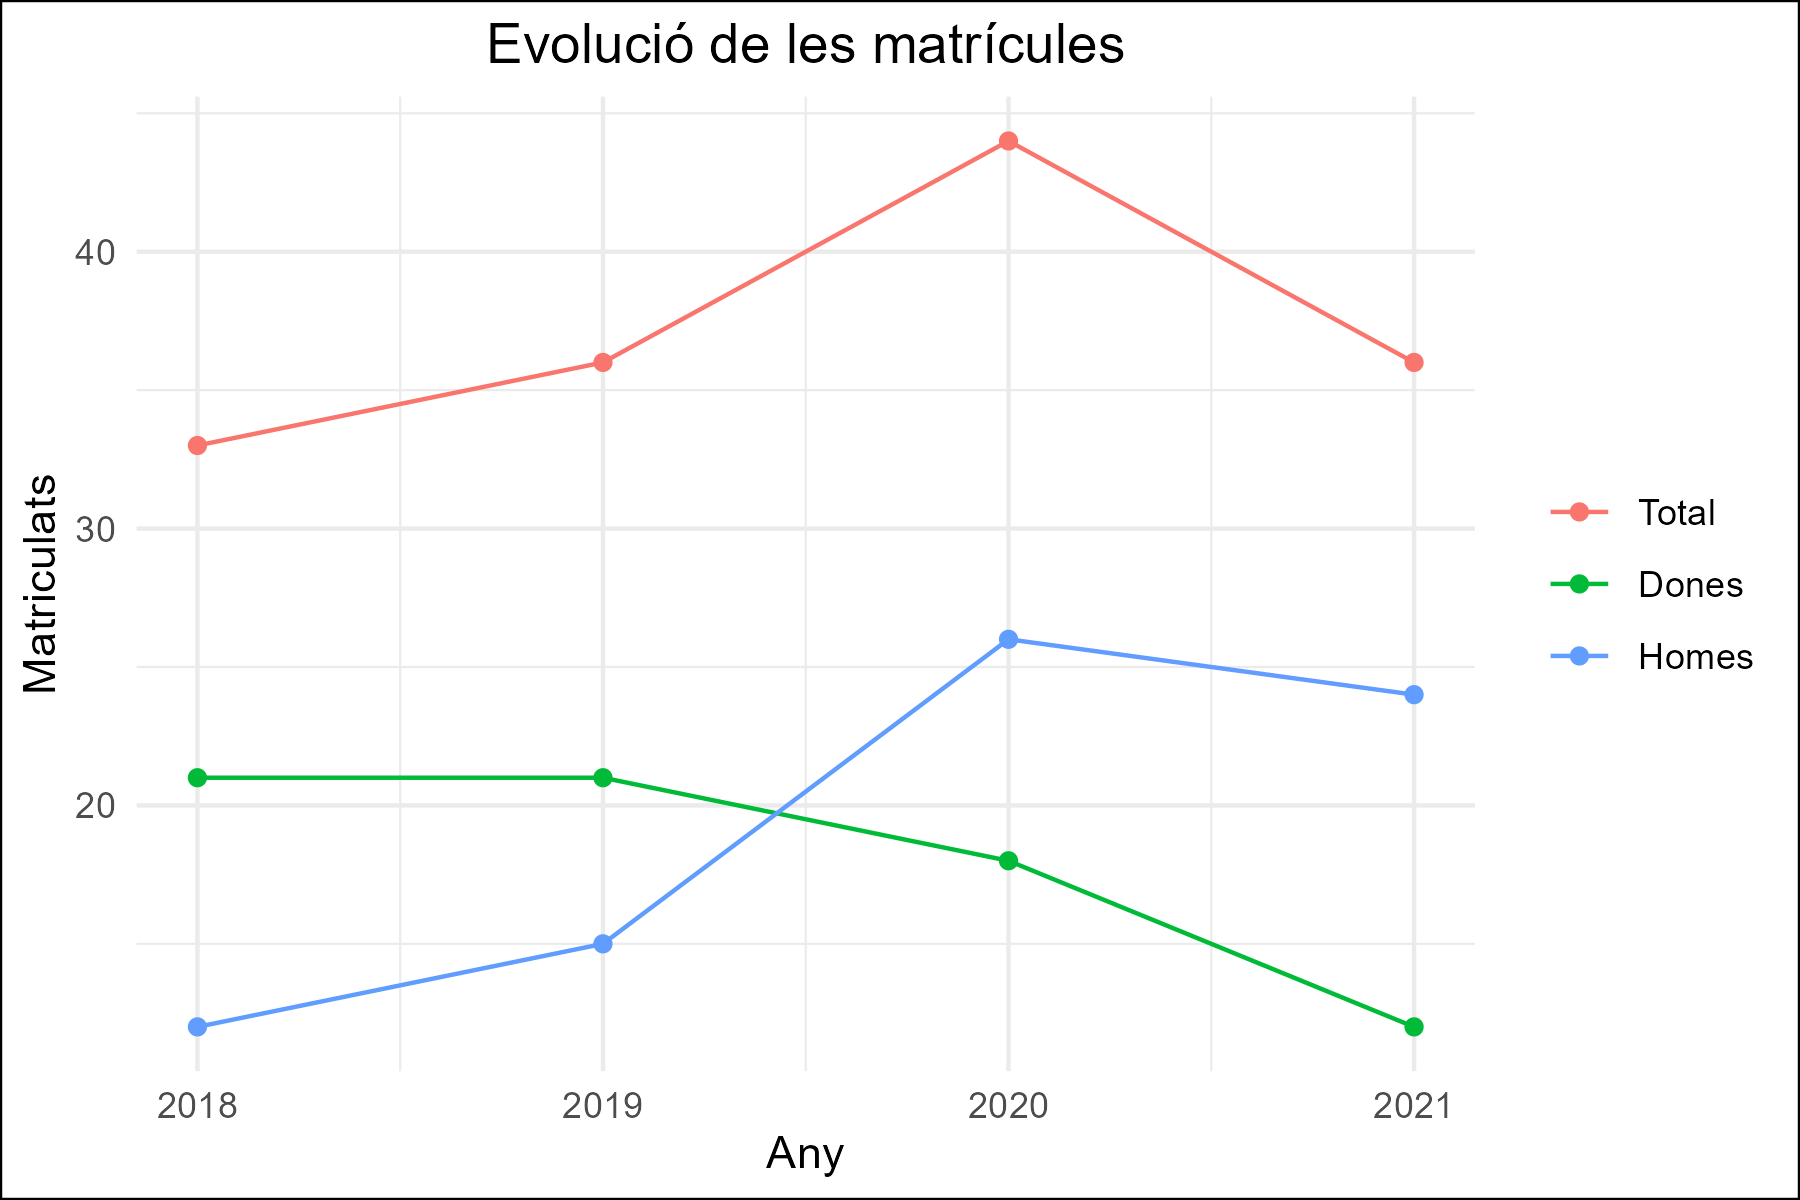 Evolució de les matrícules
Matriculats
40
30
20
2018
2019
2020
2021
Any
Total
Dones
Homes